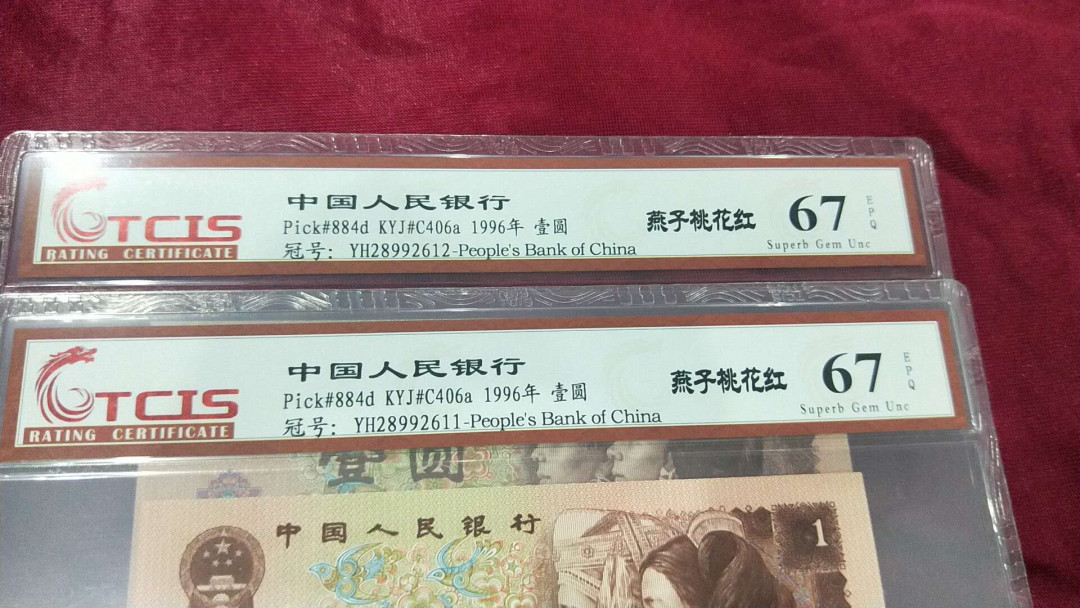 TCIS
RATING CERTIFICATE
中国人民银行
Pick#884d KYJ#C406a 1996年 壹圆
冠号: YH28992612-People's Bank of China
燕子桃花红
67
EPQ
Superb Gem Unc
TCIS
RATING CERTIFICATE
中国人民银行
Pick#884d KYJ#C406a 1996年 壹圆
冠号: YH28992611-People's Bank of China
燕子桃花红
67
EPQ
Superb Gem Unc
壹圆
中国人民银行
1